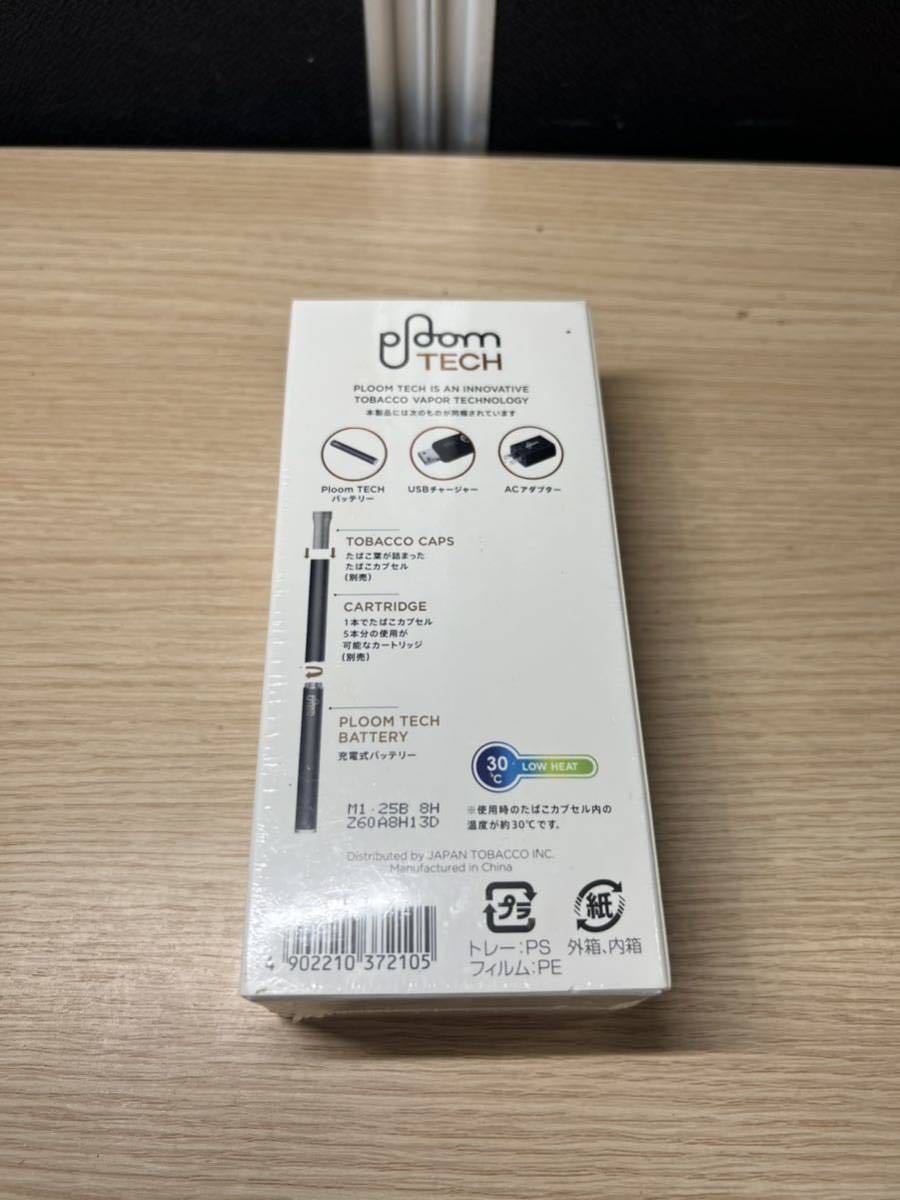 ploom
TECH
PLOOM TECH IS AN INNOVATIVE
TOBACCO VAPOR TECHNOLOGY
本製品には次のものが同梱されています
Ploom TECH
バッテリー
USBチャージャー
ACアダプター
TOBACCO CAPS
たばこ葉が詰まった
たばこカプセル
(別売)
CARTRIDGE
1本でたばこカプセル
5本分の使用が
可能なカートリッジ
(別売)
ploom
PLOOM TECH
BATTERY
充電式バッテリー
30
℃
LOW HEAT
M1 25B 8H
Z60A8H13D
※使用時のたばこカプセル内の
温度が約30℃です。
Distributed by JAPAN TOBACCO INC.
Manufactured in China
プラ
紙
トレー:PS
フィルム:PE
外箱、内箱
4 902210 372105